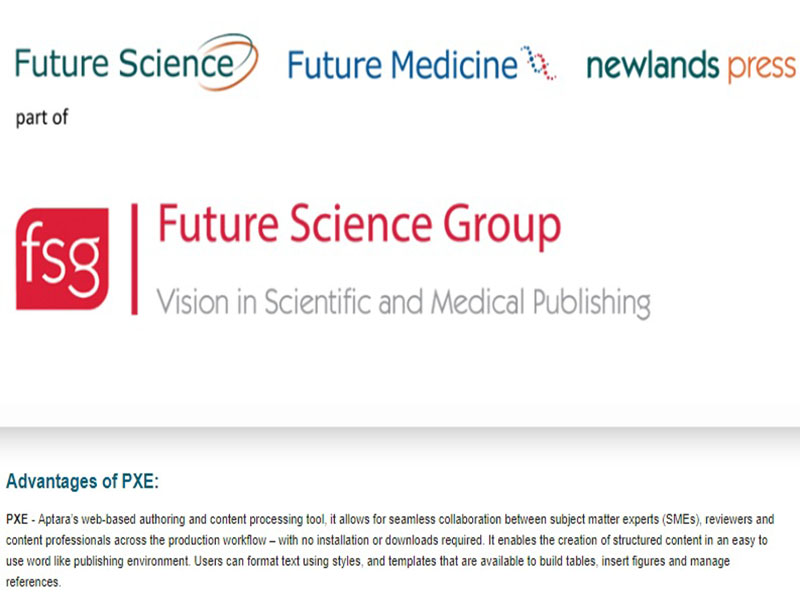 Future Science Future Medicine newlands press
part of
fsg
Future Science Group
Vision in Scientific and Medical Publishing
Advantages of PXE:
PXE - Aptara's web-based authoring and content processing tool, it allows for seamless collaboration between subject matter experts (SMEs), reviewers and
content professionals across the production workflow – with no installation or downloads required. It enables the creation of structured content in an easy to
use word like publishing environment. Users can format text using styles, and templates that are available to build tables, insert figures and manage
references.